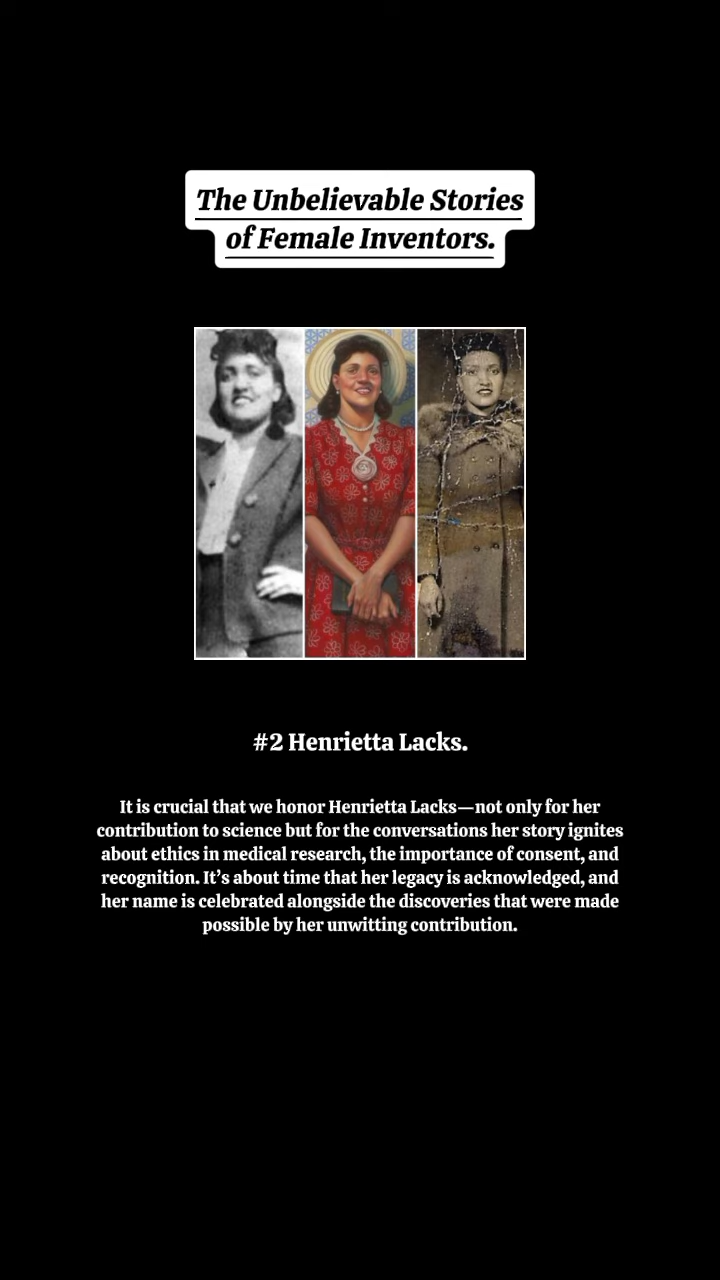 The Unbelievable Stories
of Female Inventors.
#2 Henrietta Lacks.
It is crucial that we honor Henrietta Lacks—not only for her
contribution to science but for the conversations her story ignites
about ethics in medical research, the importance of consent, and
recognition. It’s about time that her legacy is acknowledged, and
her name is celebrated alongside the discoveries that were made
possible by her unwitting contribution.